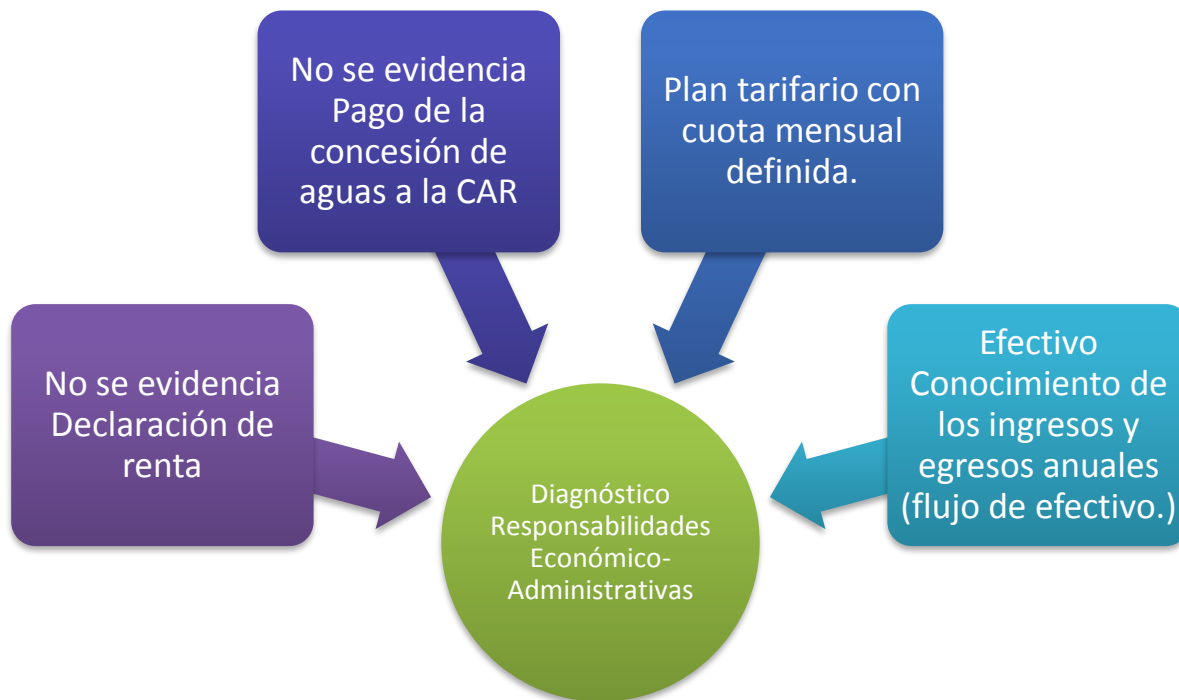 No se evidencia
Pago de la
concesión de
aguas a la CAR
Plan tarifario con
cuota mensual
definida.
No se evidencia
Declaración de
renta
Efectivo
Conocimiento de
los ingresos y
egresos anuales
(flujo de efectivo.)
Diagnóstico
Responsabilidades
Económico-
Administrativas